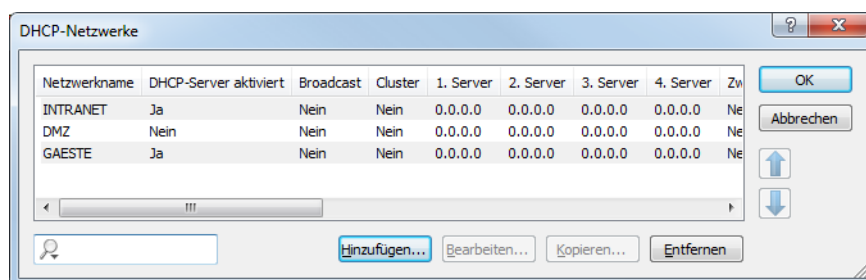 DHCP-Netzwerke
Netzwerkname DHCP-Server aktiviert Broadcast Cluster 1. Server 2. Server 3. Server 4. Server Zw
INTRANET Ja Nein Nein 0.0.0.0 0.0.0.0 0.0.0.0 0.0.0.0 Ne
DMZ Nein Nein Nein 0.0.0.0 0.0.0.0 0.0.0.0 0.0.0.0 Ne
GAESTE Ja Nein Nein 0.0.0.0 0.0.0.0 0.0.0.0 0.0.0.0 Ne
OK
Abbrechen
Hinzufügen... Bearbeiten... Kopieren... Entfernen